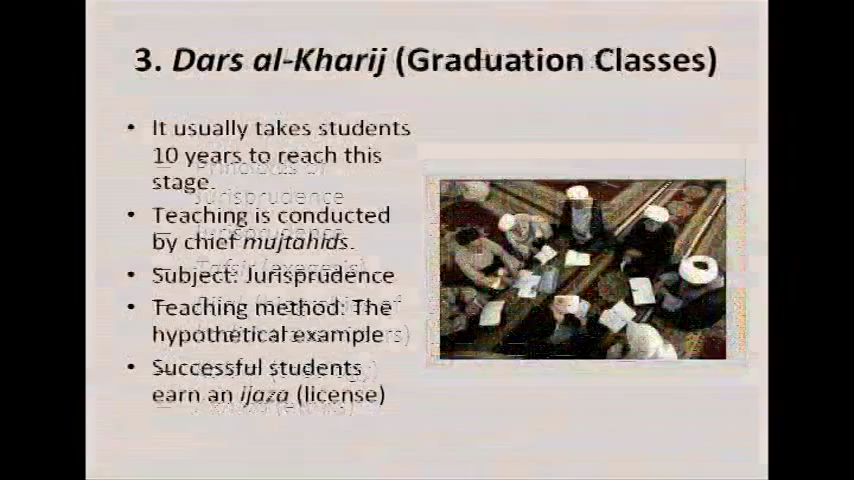 3. Dars al-Kharij (Graduation Classes)
• It usually takes students
10 years to reach this
stage.
• Teaching is conducted
by chief mujtahids.
• Subject: Jurisprudence
• Teaching method: The
hypothetical example
• Successful students
earn an ijaza (license)